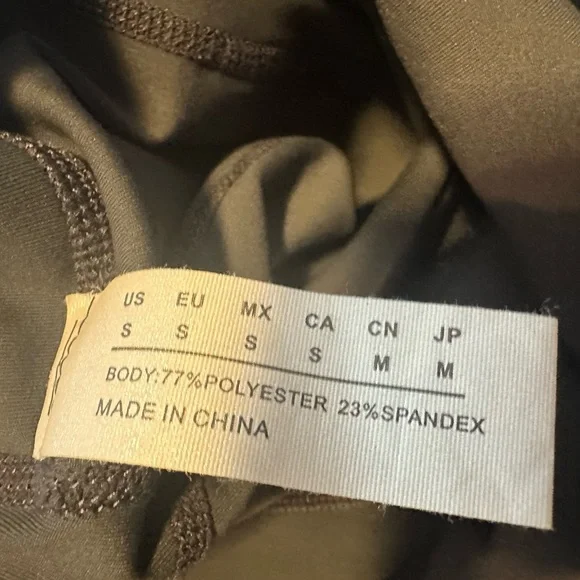 US EU MX CA CN JP
S S S S M M
BODY:77%POLYESTER 23%SPANDEX
MADE IN CHINA